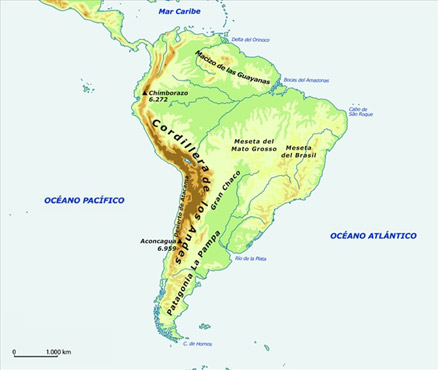 Mar Caribe
Delta del Orinoco
Macizo de las Guayanas
Bocas del Amazonas
Chimborazo
6.272
Cabo de
São Roque
Cordillera de los Andes
Meseta del
Mato Grosso
Meseta
del Brasil
Gran Chaco
Desierto de Atacama
OCÉANO PACÍFICO
OCÉANO ATLÁNTICO
Aconcagua
6.959
La Pampa
Río de la Plata
Patagonia
C. de Hornos
0 1.000 km